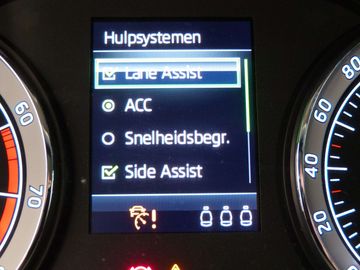 Hulpsystemen
Lane Assist
ACC
Snelheidsbegr.
Side Assist
60
70
80
60
40
20